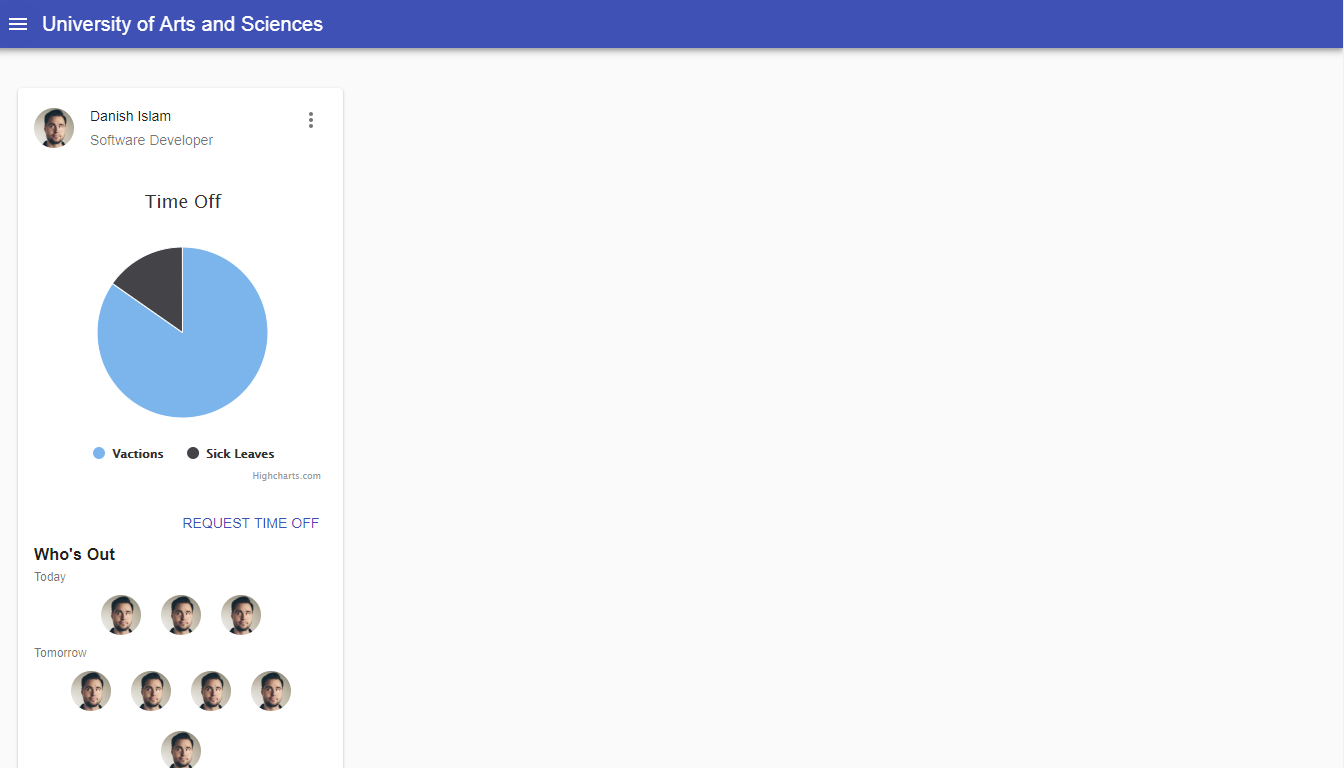 University of Arts and Sciences
Danish Islam
Software Developer
Time Off
Vactions Sick Leaves
Highcharts.com
REQUEST TIME OFF
Who's Out
Today
Tomorrow